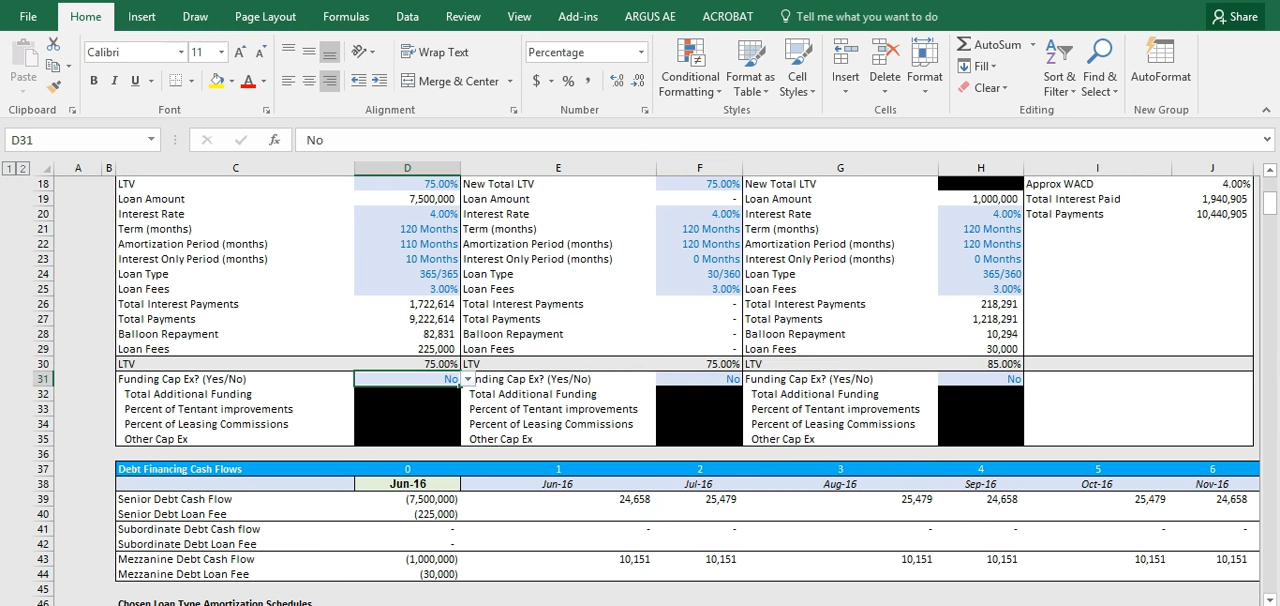 File Home Insert Draw Page Layout Formulas Data Review View Add-ins ARGUS AE ACROBAT Tell me what you want to do Share
Calibri 11 A A Wrap Text Percentage AutoSum
Paste B I U A Merge & Center $ % , Conditional Formatting Format as Table Cell Styles Insert Delete Format Fill Clear Sort & Filter Find & Select AutoFormat
Clipboard Font Alignment Number Styles Cells Editing New Group
D31 fx No
1 2 A B C D E F G H I J
18 LTV 75.00% New Total LTV 75.00% New Total LTV Approx WACD 4.00%
19 Loan Amount 7,500,000 Loan Amount - Loan Amount 1,000,000 Total Interest Paid 1,940,905
20 Interest Rate 4.00% Interest Rate 4.00% Interest Rate 4.00% Total Payments 10,440,905
21 Term (months) 120 Months Term (months) 120 Months Term (months) 120 Months
22 Amortization Period (months) 110 Months Amortization Period (months) 120 Months Amortization Period (months) 120 Months
23 Interest Only Period (months) 10 Months Interest Only Period (months) 0 Months Interest Only Period (months) 0 Months
24 Loan Type 365/365 Loan Type 30/360 Loan Type 365/360
25 Loan Fees 3.00% Loan Fees 3.00% Loan Fees 3.00%
26 Total Interest Payments 1,722,614 Total Interest Payments - Total Interest Payments 218,291
27 Total Payments 9,222,614 Total Payments - Total Payments 1,218,291
28 Balloon Repayment 82,831 Balloon Repayment - Balloon Repayment 10,294
29 Loan Fees 225,000 Loan Fees - Loan Fees 30,000
30 LTV 75.00% LTV 75.00% LTV 85.00%
31 Funding Cap Ex? (Yes/No) No nding Cap Ex? (Yes/No) No Funding Cap Ex? (Yes/No) No
32 Total Additional Funding Total Additional Funding Total Additional Funding
33 Percent of Tentant improvements Percent of Tentant improvements Percent of Tentant improvements
34 Percent of Leasing Commissions Percent of Leasing Commissions Percent of Leasing Commissions
35 Other Cap Ex Other Cap Ex Other Cap Ex
36
37 Debt Financing Cash Flows 0 1 2 3 4 5 6
38 Jun-16 Jun-16 Jul-16 Aug-16 Sep-16 Oct-16 Nov-16
39 Senior Debt Cash Flow (7,500,000) 24,658 25,479 25,479 24,658 25,479 24,658
40 Senior Debt Loan Fee (225,000)
41 Subordinate Debt Cash flow - - - - - - -
42 Subordinate Debt Loan Fee -
43 Mezzanine Debt Cash Flow (1,000,000) 10,151 10,151 10,151 10,151 10,151 10,151
44 Mezzanine Debt Loan Fee (30,000)
45
46 Chosen Loan Type Amortization Schedules